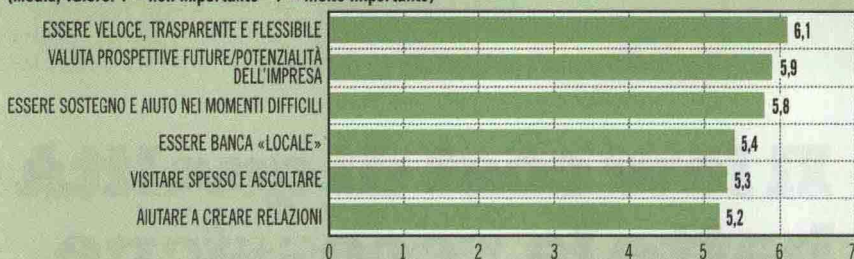 ESSERE VELOCE, TRASPARENTE E FLESSIBILE 6,1
VALUTA PROSPETTIVE FUTURE/POTENZIALITÀ
DELL'IMPRESA 5,9
ESSERE SOSTEGNO E AIUTO NEI MOMENTI DIFFICILI 5,8
ESSERE BANCA «LOCALE» 5,4
VISITARE SPESSO E ASCOLTARE 5,3
AIUTARE A CREARE RELAZIONI 5,2
0 1 2 3 4 5 6 7